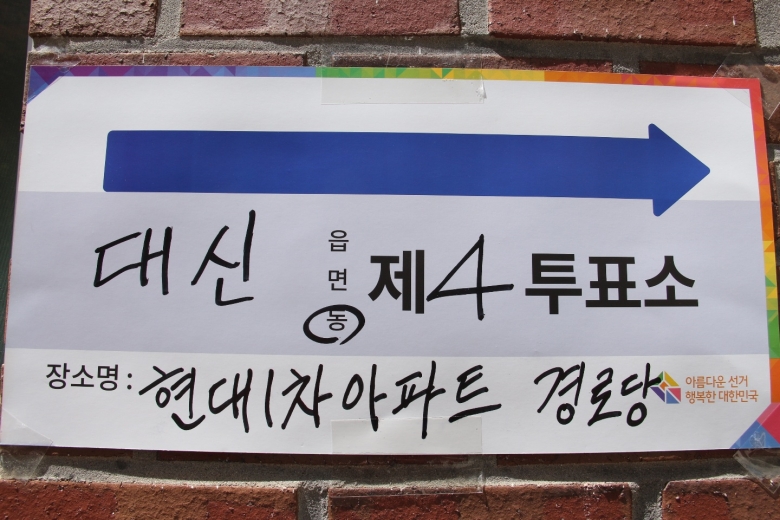 대신 읍면동 제4투표소
장소명: 현대1차아파트 경로당
아름다운 선거
행복한 대한민국